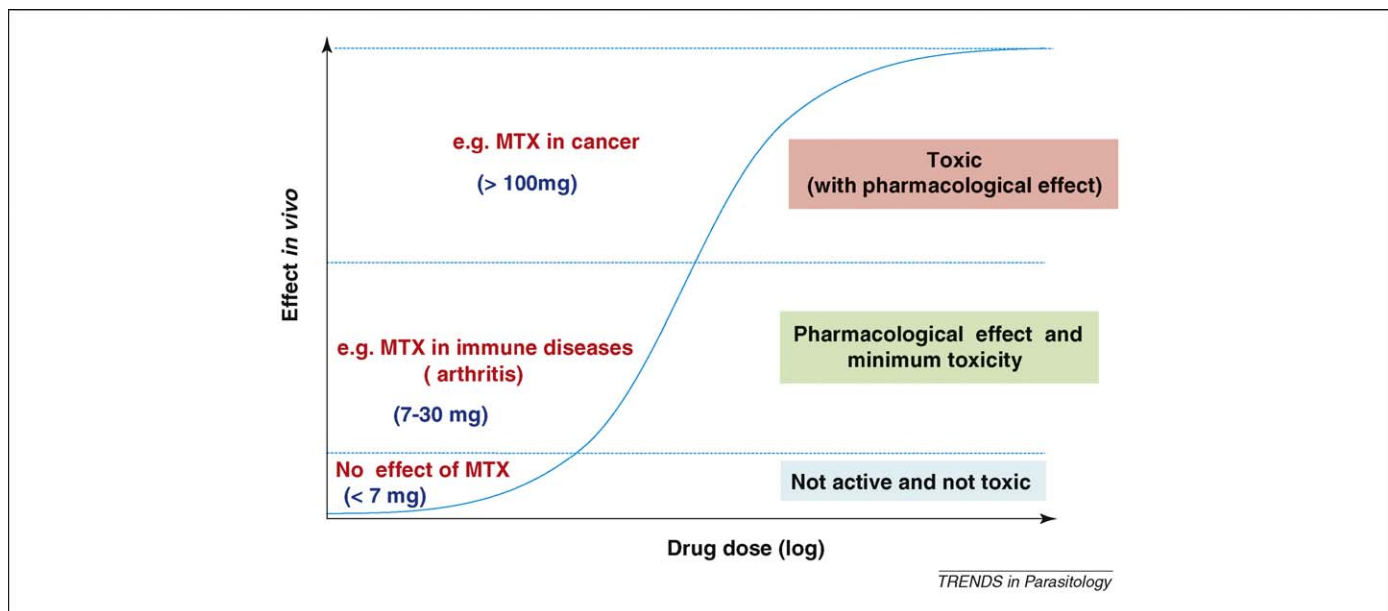 e.g. MTX in cancer
(> 100mg)
Toxic
(with pharmacological effect)
Effect in vivo
e.g. MTX in immune diseases
( arthritis)
(7-30 mg)
Pharmacological effect and
minimum toxicity
No effect of MTX
(< 7 mg)
Not active and not toxic
Drug dose (log)
TRENDS in Parasitology